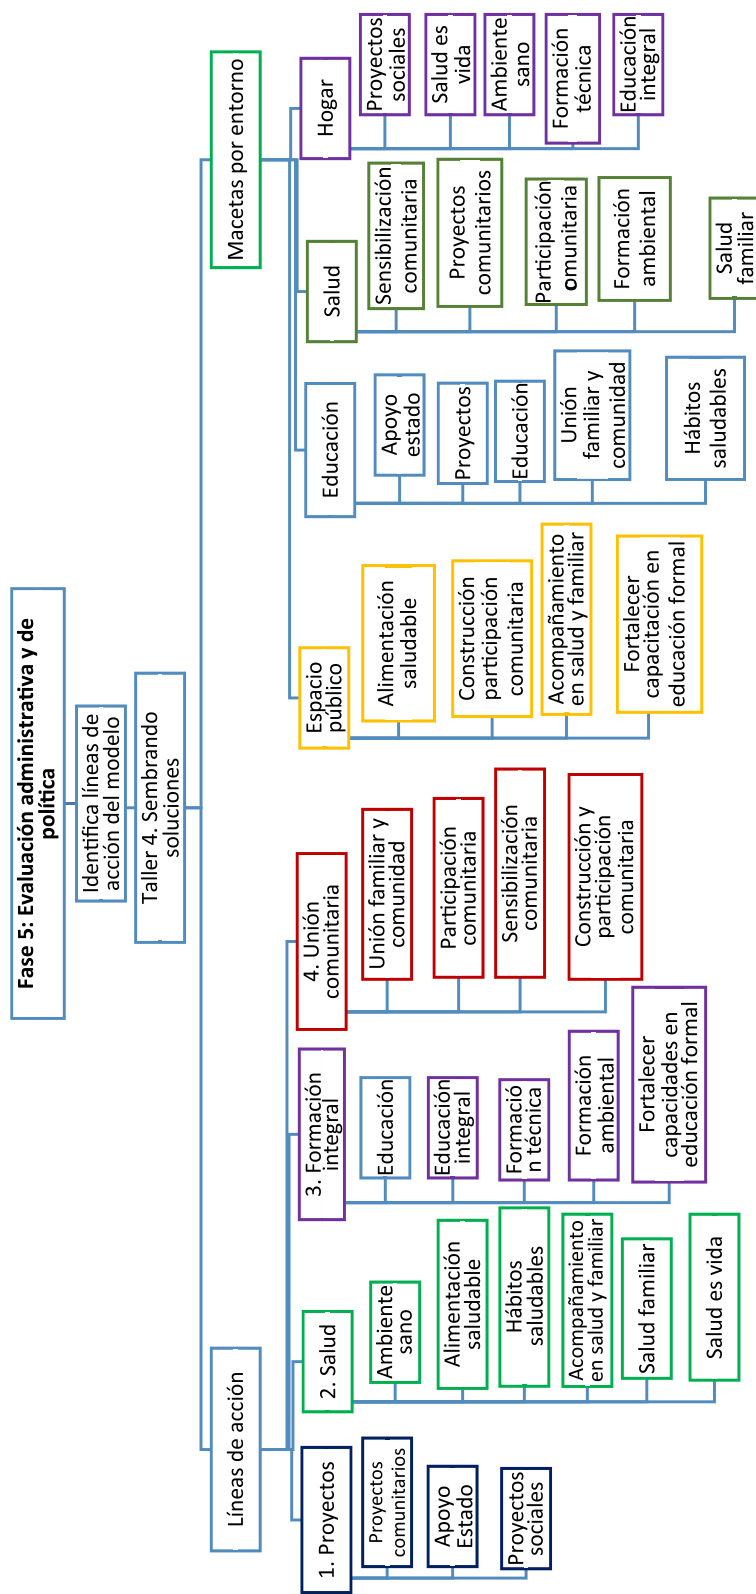 Fase 5: Evaluación administrativa y de
política
Identifica líneas de
acción del modelo
Taller 4. Sembrando
soluciones
Líneas de acción
1. Proyectos
Proyectos
comunitarios
Apoyo
Estado
Proyectos
sociales
2. Salud
Ambiente
sano
Alimentación
saludable
Hábitos
saludables
Acompañamiento
en salud y familiar
Salud familiar
Salud es vida
3. Formación
integral
Educación
Educación
integral
Formació
n técnica
Formación
ambiental
Fortalecer
capacidades en
educación formal
4. Unión
comunitaria
Unión familiar y
comunidad
Participación
comunitaria
Sensibilización
comunitaria
Construcción y
participación
comunitaria
Macetas por entorno
Espacio
público
Alimentación
saludable
Construcción
participación
comunitaria
Acompañamiento
en salud y familiar
Fortalecer
capacitación en
educación formal
Educación
Apoyo
estado
Proyectos
Educación
Unión
familiar y
comunidad
Hábitos
saludables
Salud
Sensibilización
comunitaria
Proyectos
comunitarios
Participación
omunitaria
Formación
ambiental
Salud
familiar
Hogar
Proyectos
sociales
Salud es
vida
Ambiente
sano
Formación
técnica
Educación
integral